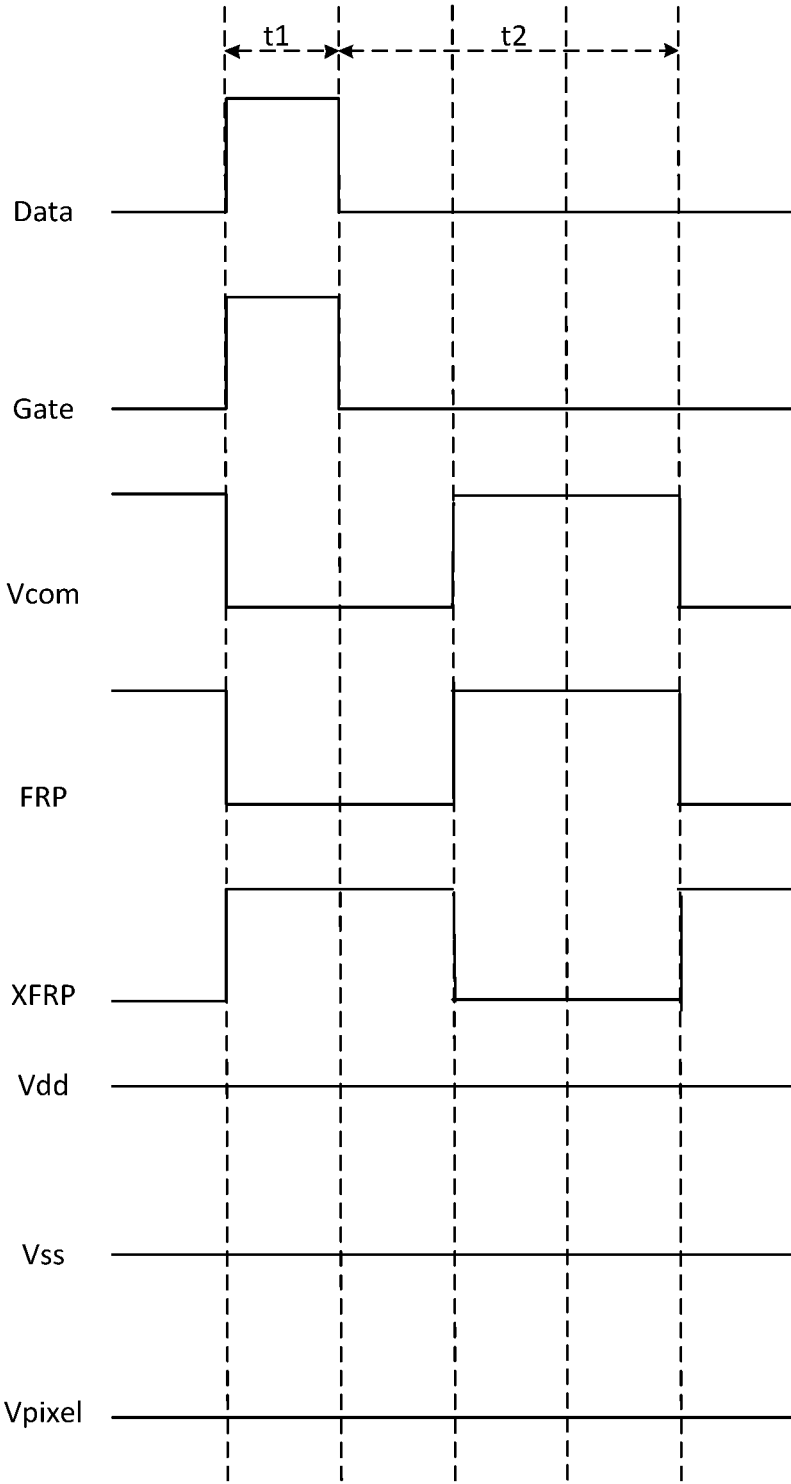 t1
t2
Data
Gate
Vcom
FRP
XFRP
Vdd
Vss
Vpixel